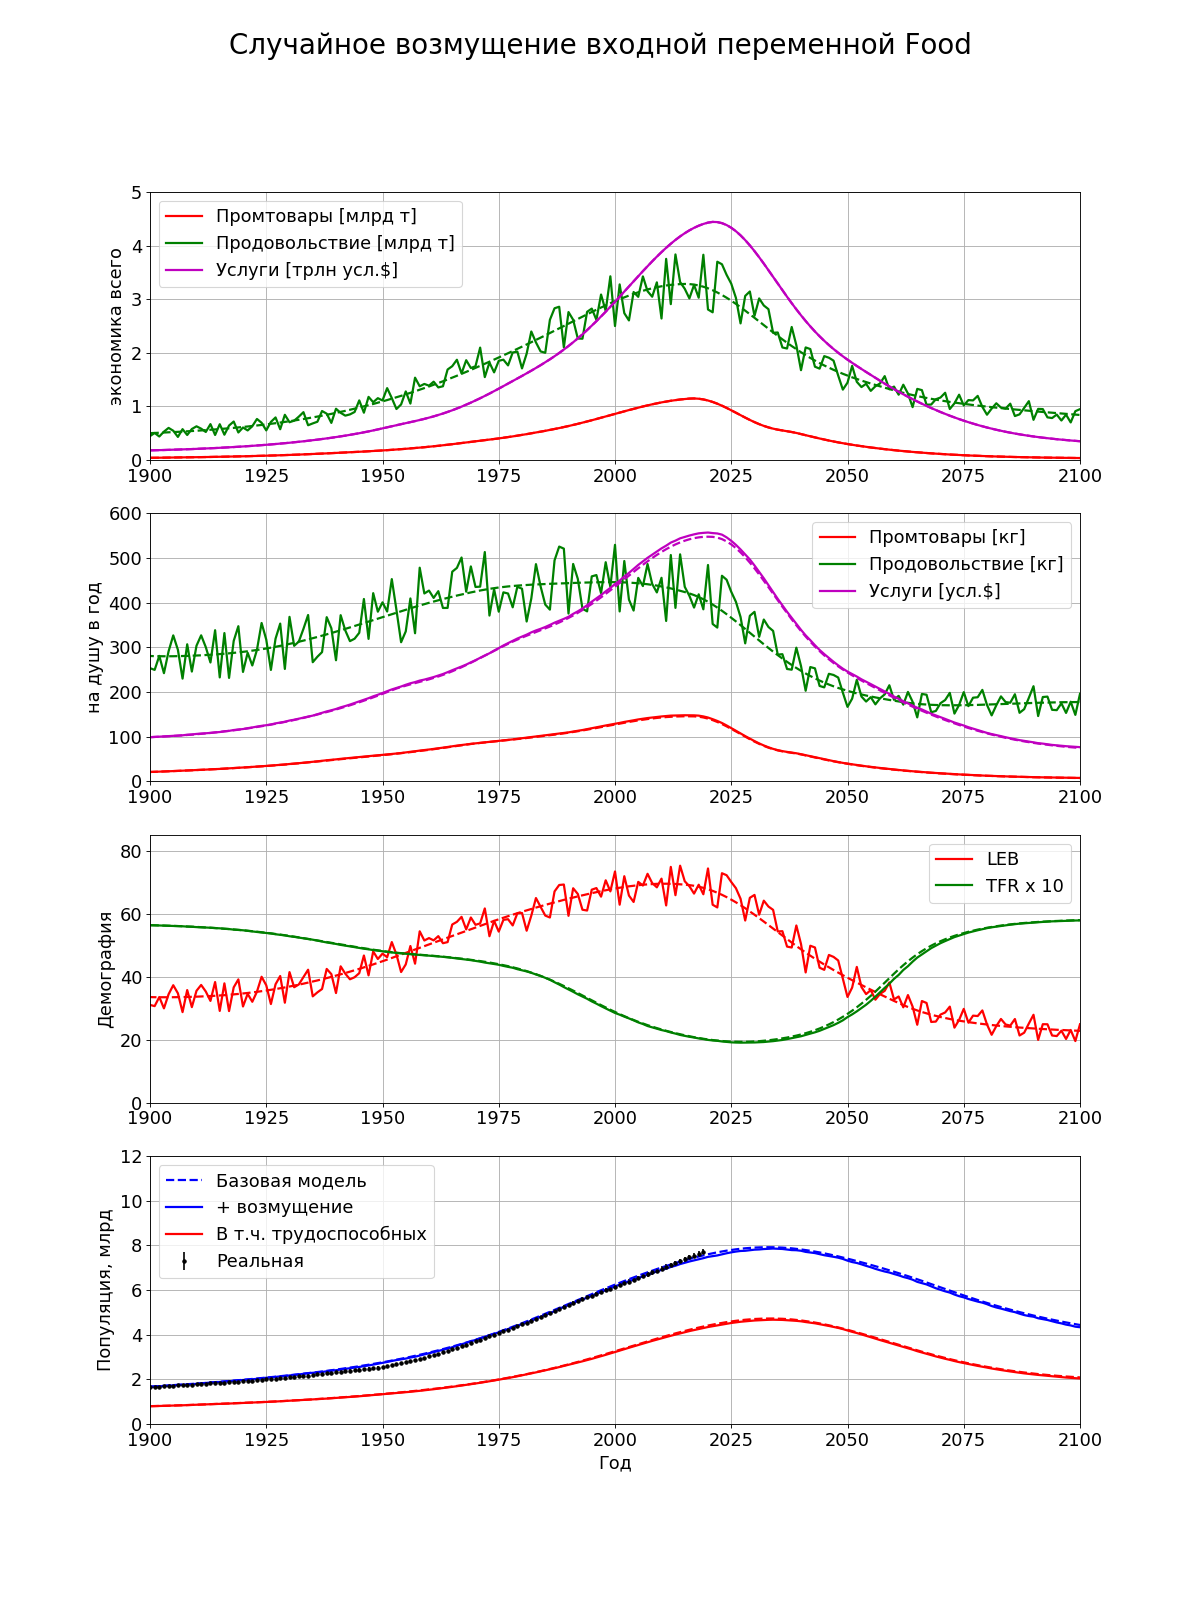 Случайное возмущение входной переменной Food
экономика всего
5
4
3
2
1
0
Промтовары [млрд т]
Продовольствие [млрд т]
Услуги [трлн усл.$]
1900 1925 1950 1975 2000 2025 2050 2075 2100
на душу в год
600
500
400
300
200
100
0
Промтовары [кг]
Продовольствие [кг]
Услуги [усл.$]
1900 1925 1950 1975 2000 2025 2050 2075 2100
Демография
80
60
40
20
0
LEB
TFR x 10
1900 1925 1950 1975 2000 2025 2050 2075 2100
Популяция, млрд
12
10
8
6
4
2
0
Базовая модель
+ возмущение
В т.ч. трудоспособных
Реальная
1900 1925 1950 1975 2000 2025 2050 2075 2100
Год